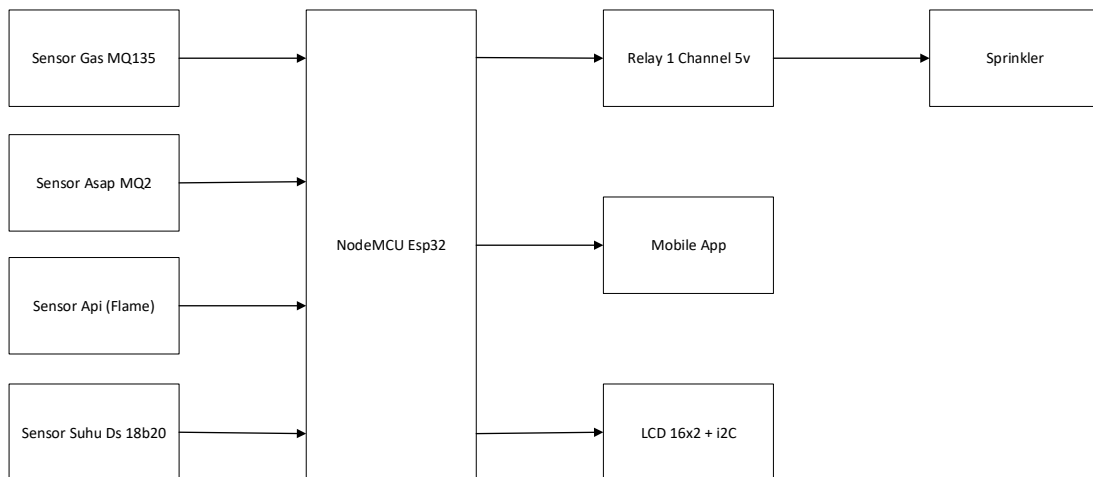 Sensor Gas MQ135
Relay 1 Channel 5v
Sprinkler
Sensor Asap MQ2
NodeMCU Esp32
Mobile App
Sensor Api (Flame)
Sensor Suhu Ds 18b20
LCD 16x2 + i2C